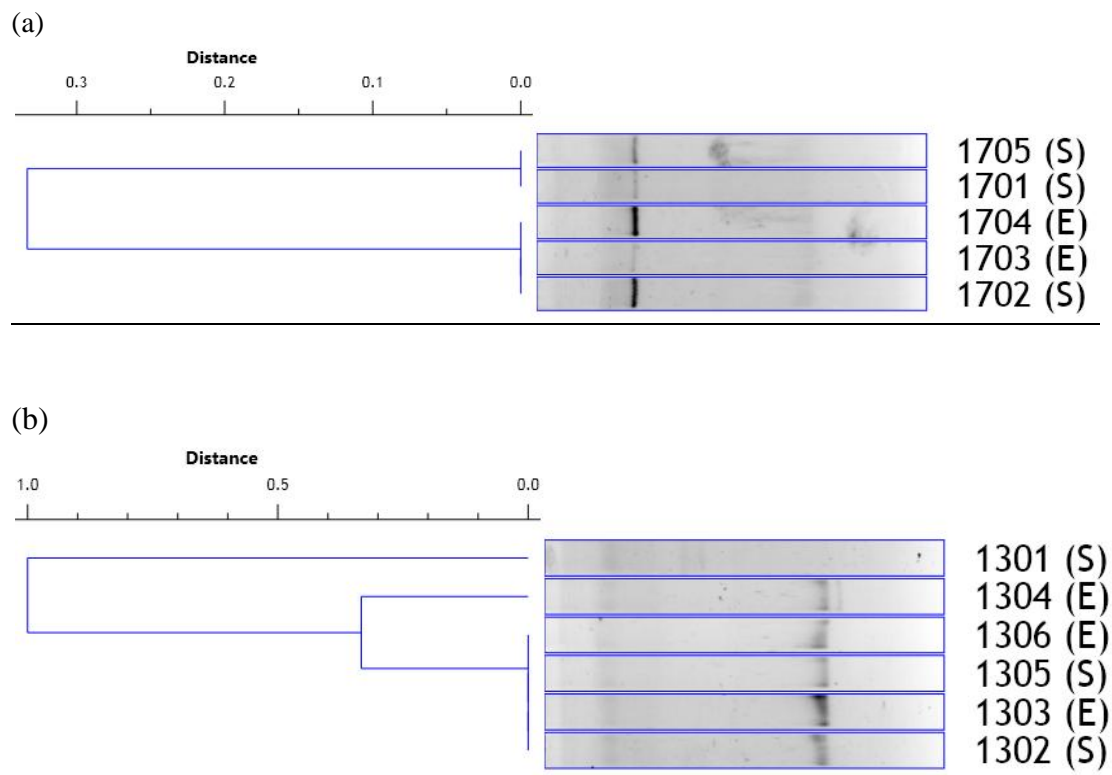 (a)
Distance
0.3 0.2 0.1 0.0
1705 (S)
1701 (S)
1704 (E)
1703 (E)
1702 (S)
(b)
Distance
1.0 0.5 0.0
1301 (S)
1304 (E)
1306 (E)
1305 (S)
1303 (E)
1302 (S)